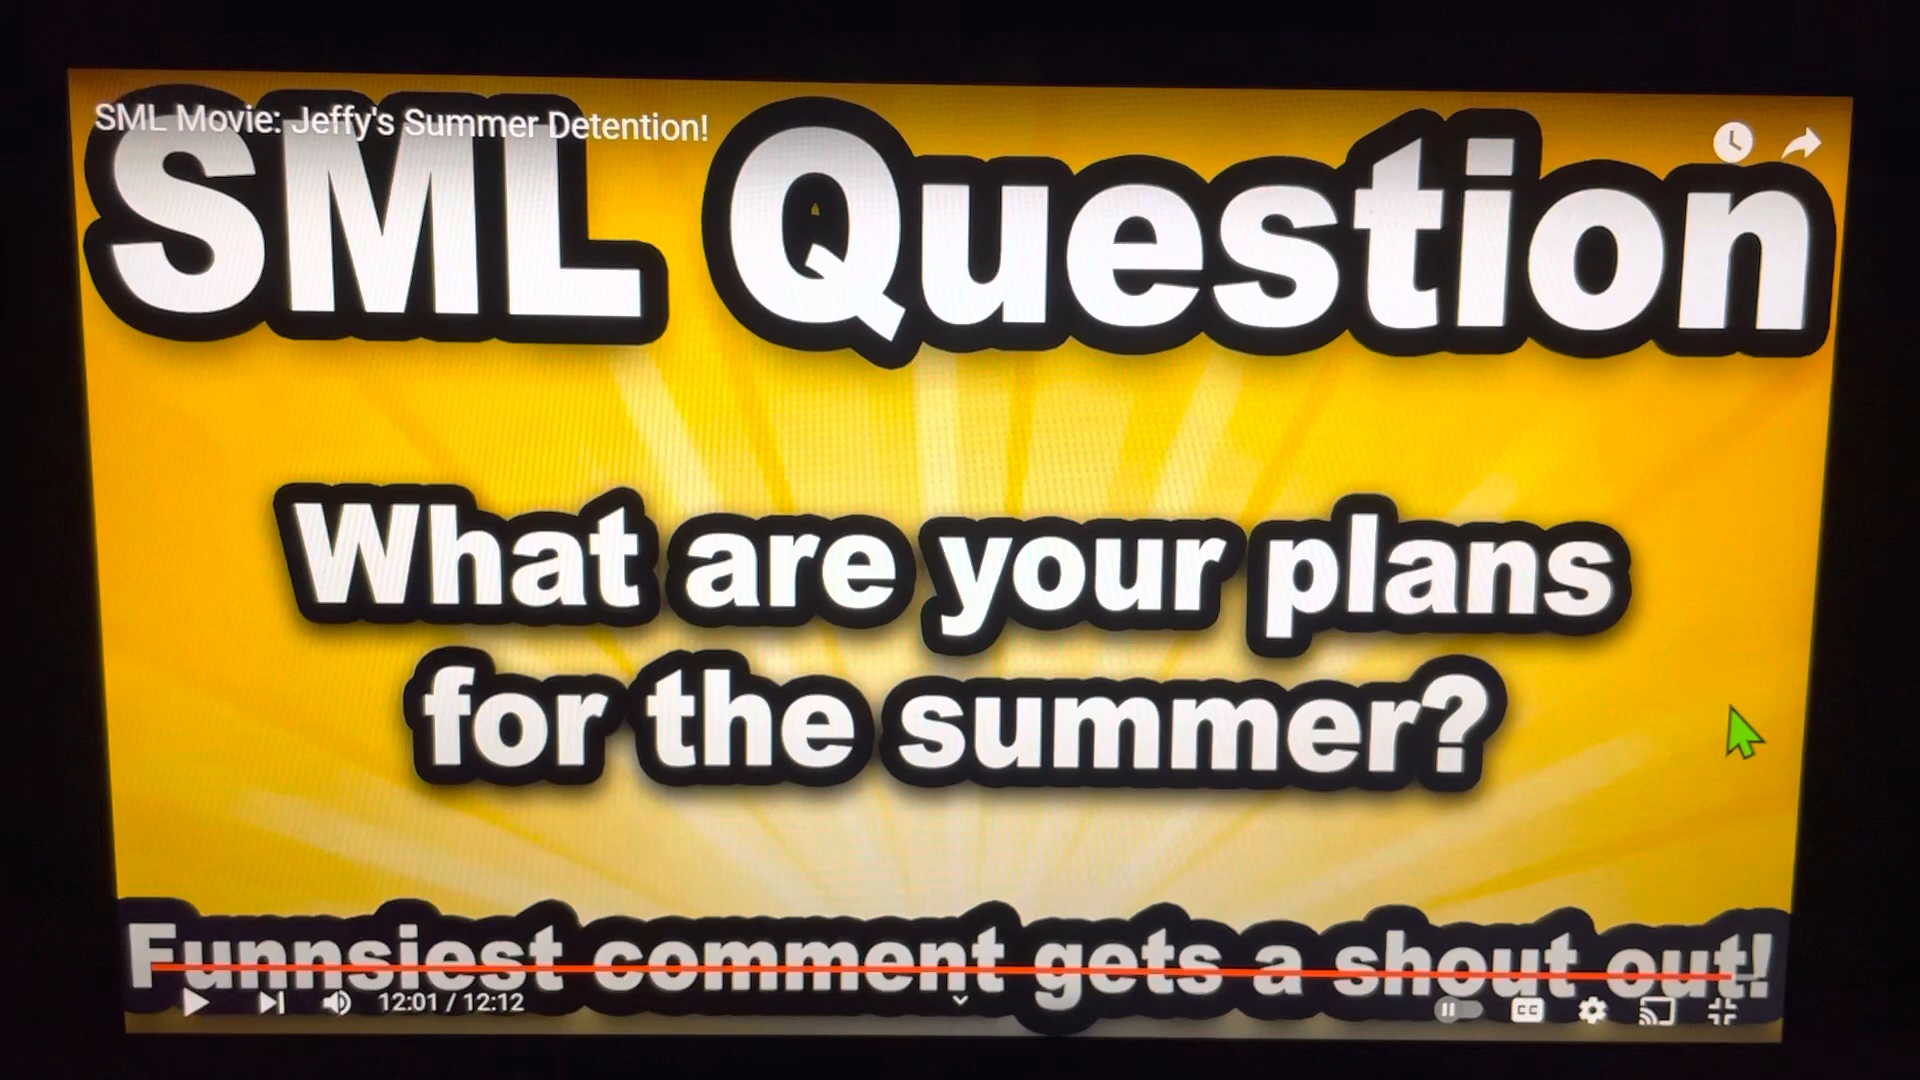 SML Movie: Jeffy's Summer Detention!
SML Question
What are your plans
for the summer?
Funnsiest comment gets a shout out!
12:01 / 12:12
CC